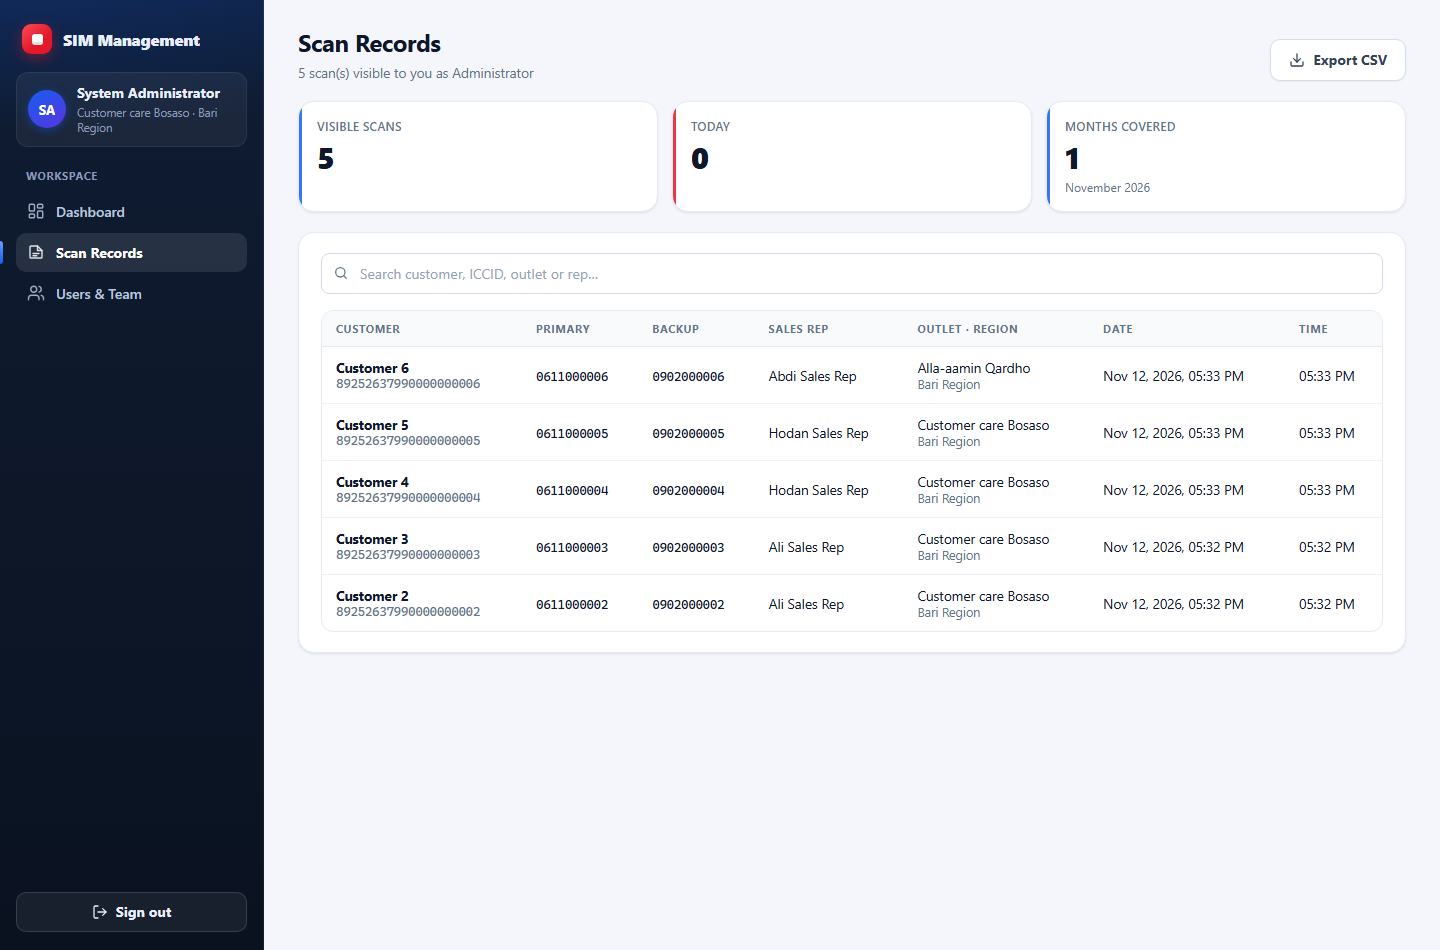 SIM Management
SA
System Administrator
Customer care Bosaso · Bari
Region
WORKSPACE
Dashboard
Scan Records
Users & Team
Sign out
Scan Records
5 scan(s) visible to you as Administrator
Export CSV
VISIBLE SCANS
5
TODAY
0
MONTHS COVERED
1
November 2026
Search customer, ICCID, outlet or rep...
CUSTOMER PRIMARY BACKUP SALES REP OUTLET · REGION DATE TIME
Customer 6
89252637990000000006
0611000006 0902000006 Abdi Sales Rep
Alla-aamin Qardho
Bari Region
Nov 12, 2026, 05:33 PM 05:33 PM
Customer 5
89252637990000000005
0611000005 0902000005 Hodan Sales Rep
Customer care Bosaso
Bari Region
Nov 12, 2026, 05:33 PM 05:33 PM
Customer 4
89252637990000000004
0611000004 0902000004 Hodan Sales Rep
Customer care Bosaso
Bari Region
Nov 12, 2026, 05:33 PM 05:33 PM
Customer 3
89252637990000000003
0611000003 0902000003 Ali Sales Rep
Customer care Bosaso
Bari Region
Nov 12, 2026, 05:32 PM 05:32 PM
Customer 2
89252637990000000002
0611000002 0902000002 Ali Sales Rep
Customer care Bosaso
Bari Region
Nov 12, 2026, 05:32 PM 05:32 PM